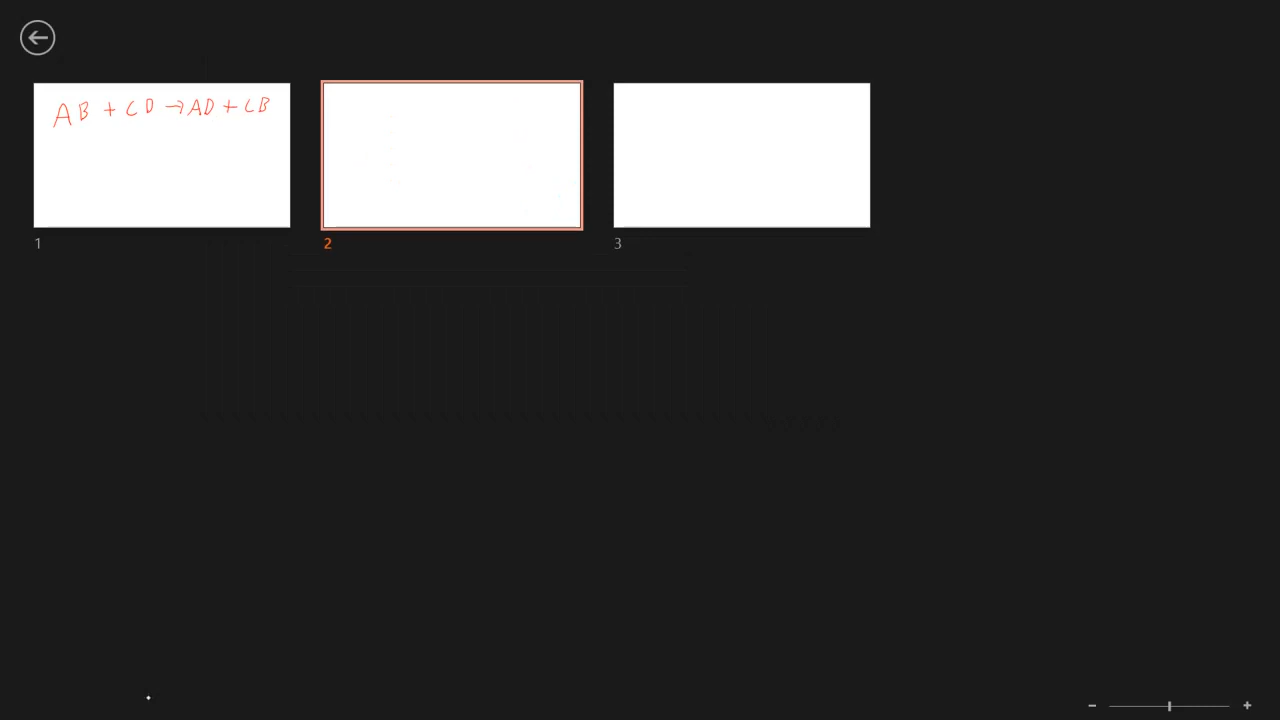 AB + CD → AD + CB
1
2
3